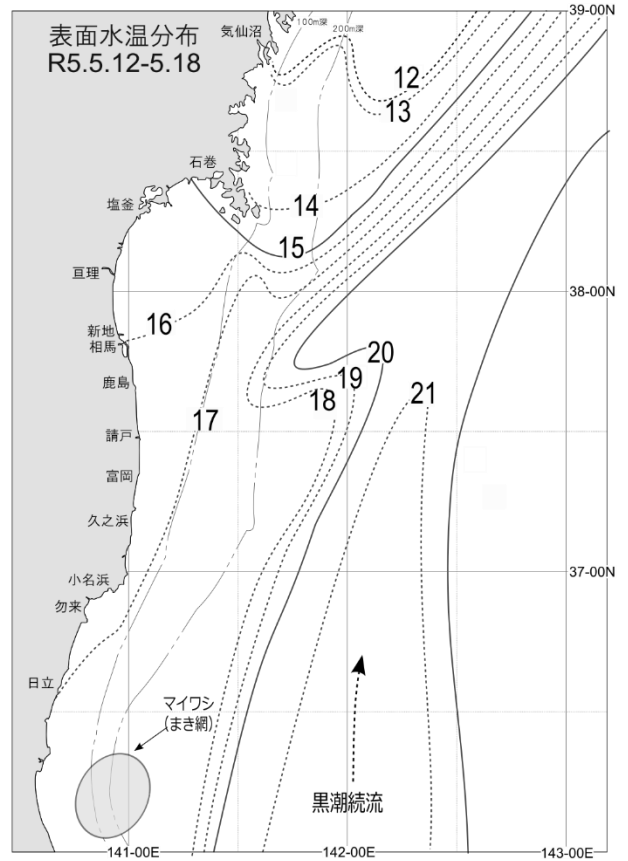 表面水温分布
R5.5.12-5.18
気仙沼
100m深
200m深
39-00N
12
13
石巻
14
塩釜
15
亘理
38-00N
16
新地
相馬
20
鹿島
19
18
21
17
請戸
富岡
久之浜
37-00N
小名浜
勿来
日立
マイワシ
(まき網)
黒潮続流
141-00E
142-00E
143-00E